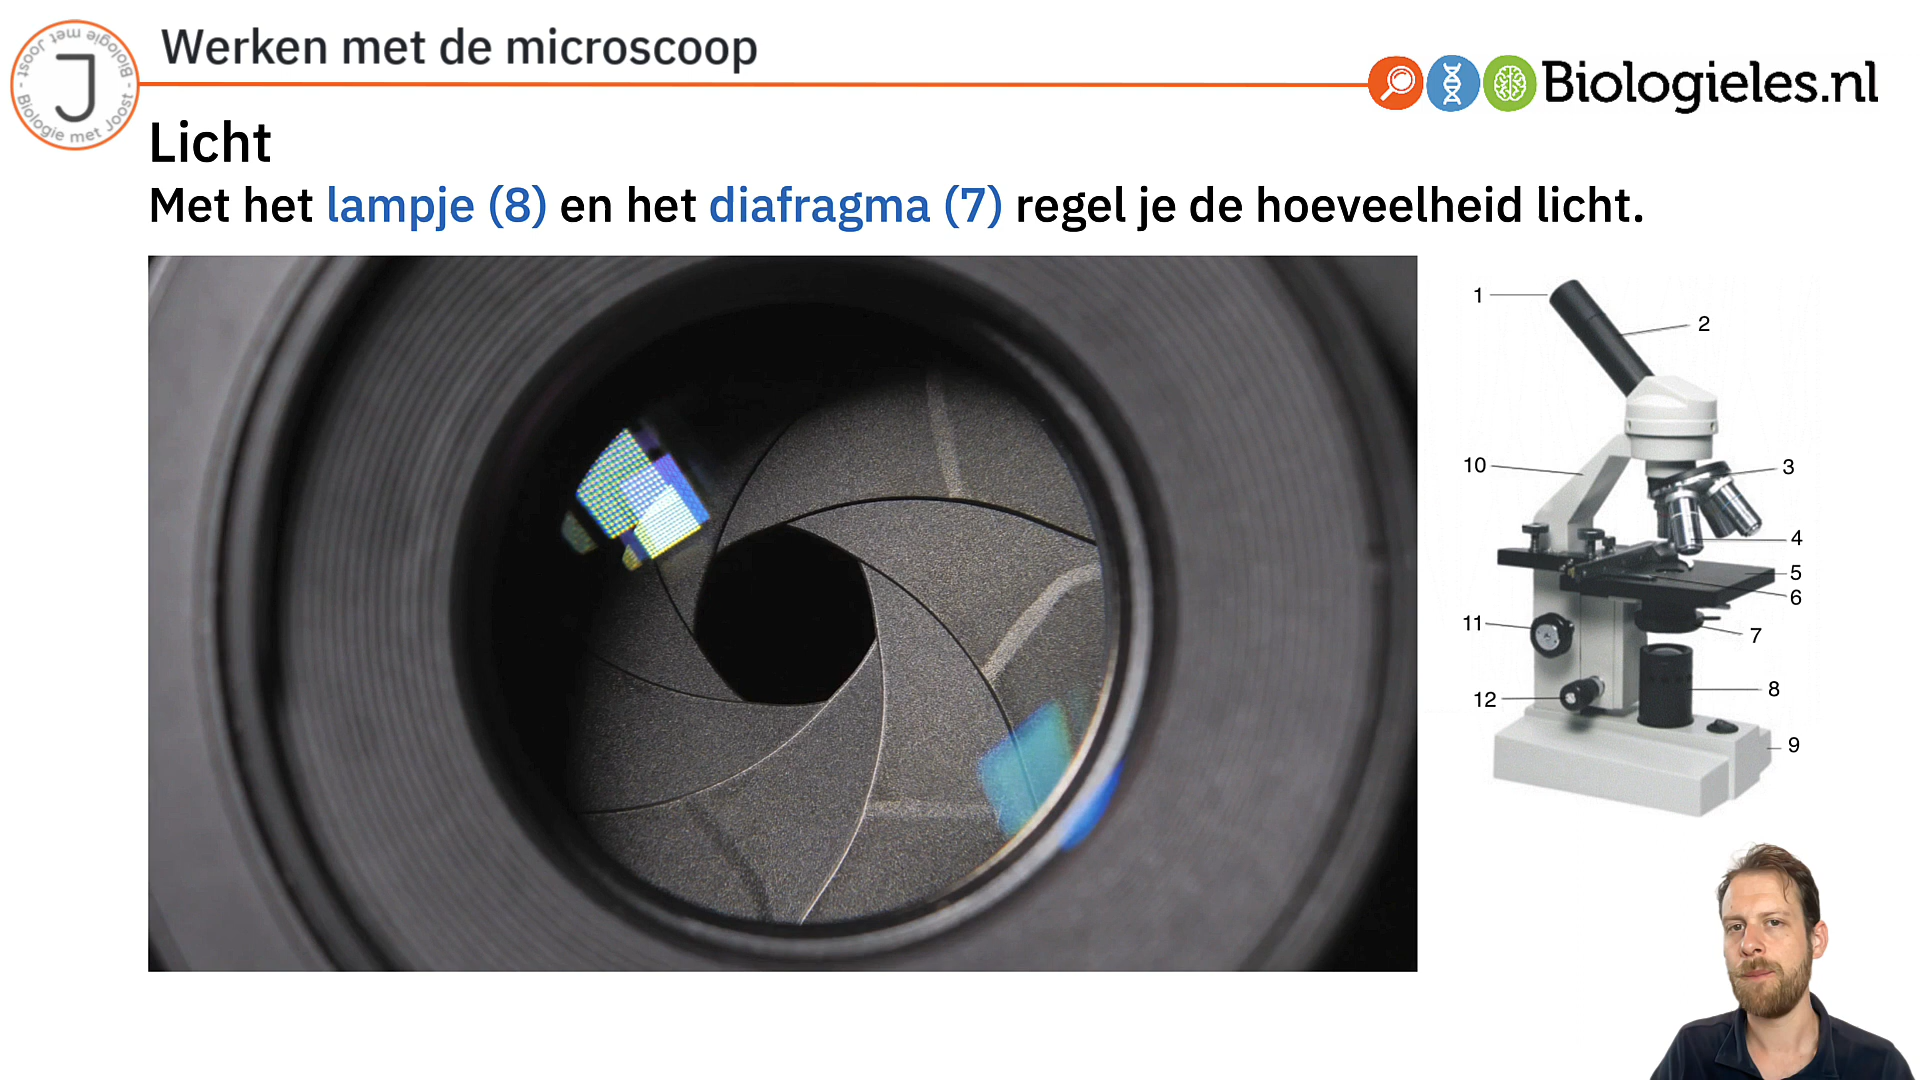 Werken met de microscoop
J
Biologie met Joost - Biologie met Joost -
Biologieles.nl
Licht
Met het lampje (8) en het diafragma (7) regel je de hoeveelheid licht.
1
2
10
3
4
5
6
11
7
12
8
9